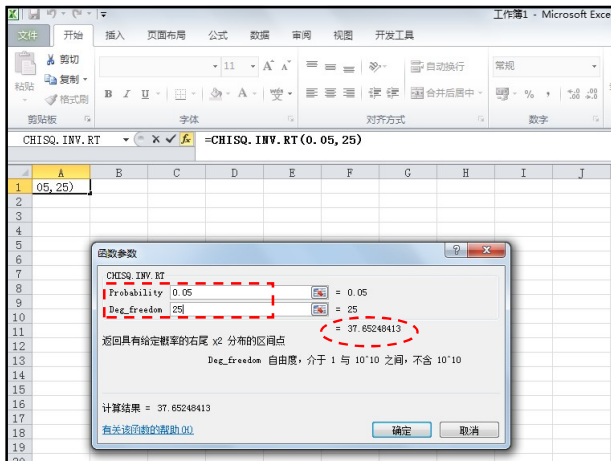 工作簿1 - Microsoft Exce
文件 开始 插入 页面布局 公式 数据 审阅 视图 开发工具
粘贴 剪切 复制 格式刷
11 A A 自动换行 常规
B I U A wén 文 合并后居中 % ,
剪贴板 字体 对齐方式 数字
CHISQ.INV.RT fx =CHISQ.INV.RT(0.05,25)
A B C D E F G H I J
1 05,25)
2
3
4
5
6
7
8
9
10
11
12
13
14
15
16
17
18
19
20
函数参数
CHISQ.INV.RT
Probability 0.05 = 0.05
Deg_freedom 25 = 25
= 37.65248413
返回具有给定概率的右尾 x2 分布的区间点
Deg_freedom 自由度，介于 1 与 10^10 之间，不含 10^10
计算结果 = 37.65248413
有关该函数的帮助(H) 确定 取消